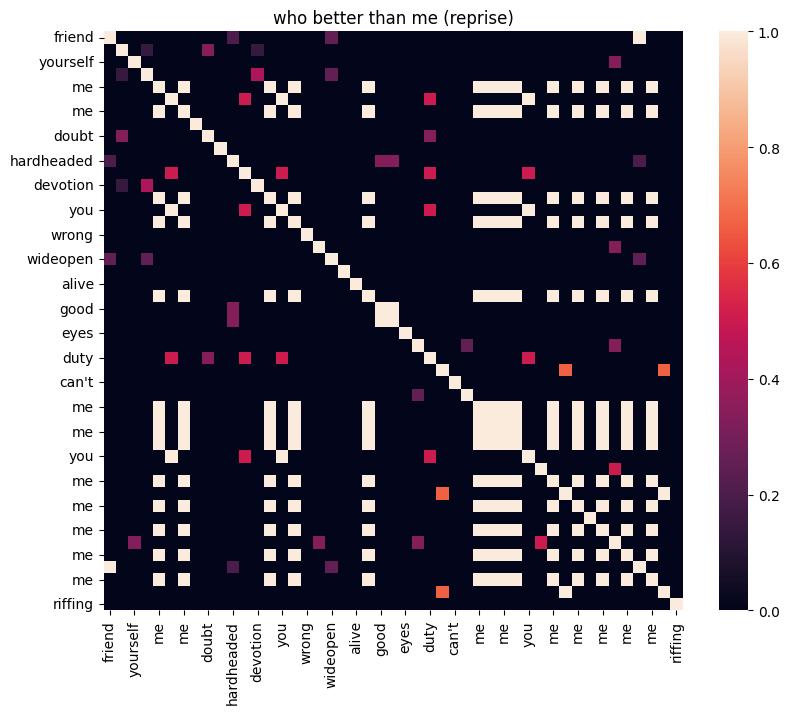 who better than me (reprise)
friend
yourself
me
me
doubt
hardheaded
devotion
you
wrong
wideopen
alive
good
eyes
duty
can't
me
me
you
me
me
me
me
me
riffing
friend
yourself
me
me
doubt
hardheaded
devotion
you
wrong
wideopen
alive
good
eyes
duty
can't
me
me
you
me
me
me
me
me
riffing
1.0
0.8
0.6
0.4
0.2
0.0